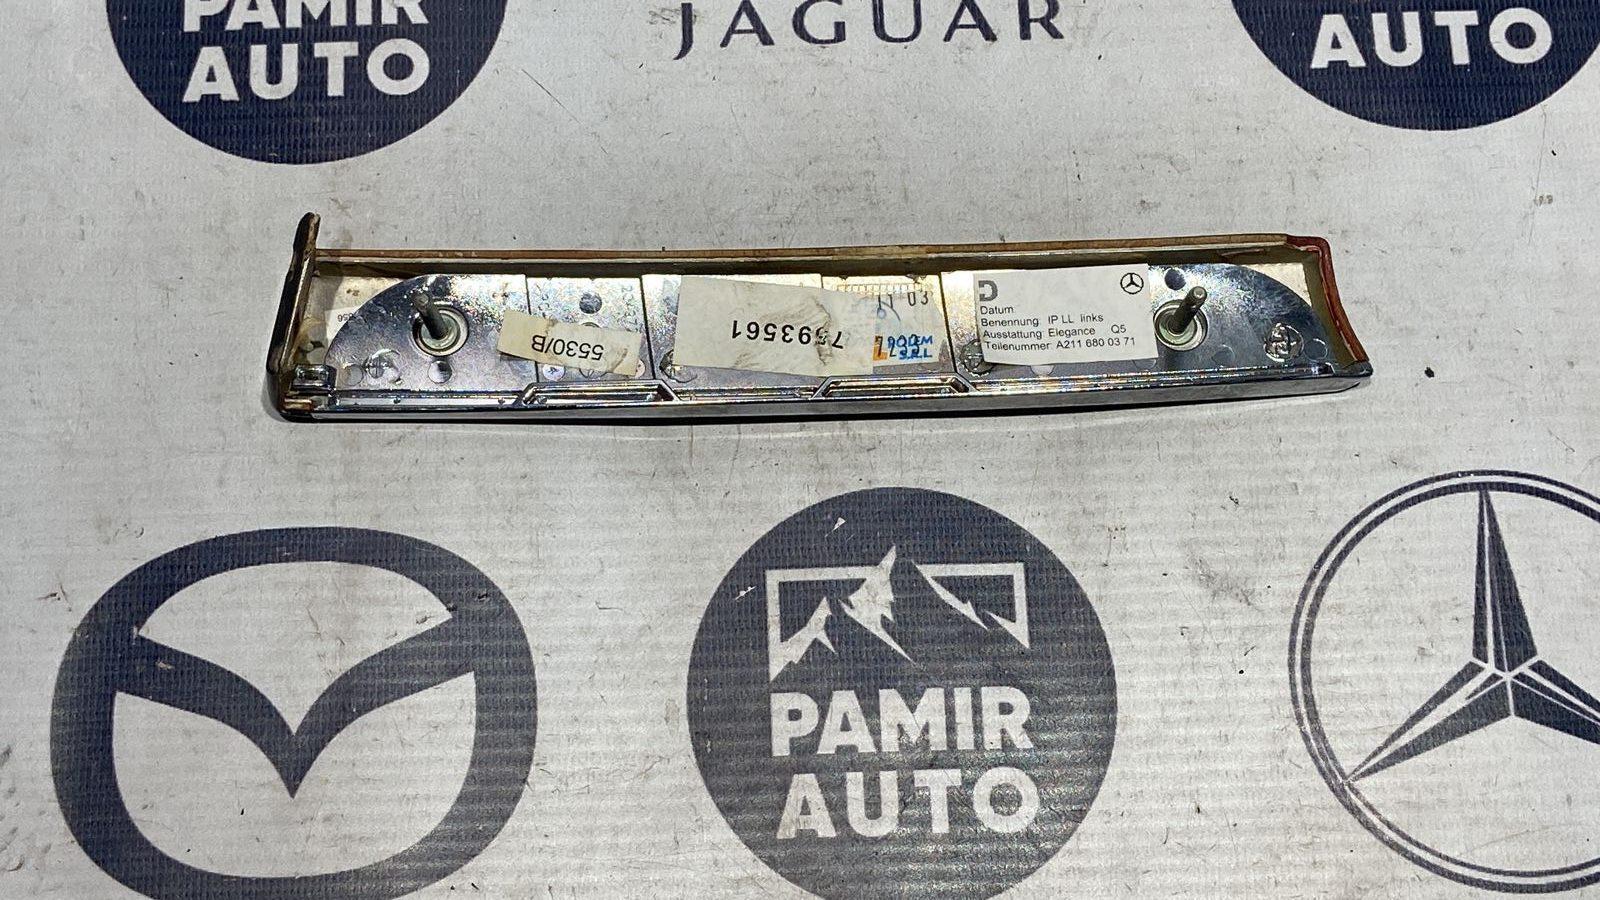 PAMIR
AUTO
JAGUAR
AUTO
5530/B
7593561
11 03
S.R.L
D
Datum
Benennung: IP LL links
Ausstattung: Elegance Q5
Teilenummer: A211 680 03 71
PAMIR
AUTO